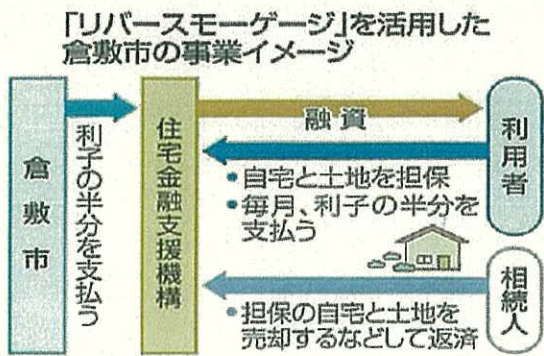 「リバースモーゲージ」を活用した
倉敷市の事業イメージ
倉敷市
利子の半分を支払う
住宅金融支援機構
融資
利用者
・自宅と土地を担保
・毎月、利子の半分を
支払う
相続人
・担保の自宅と土地を
売却するなどして返済